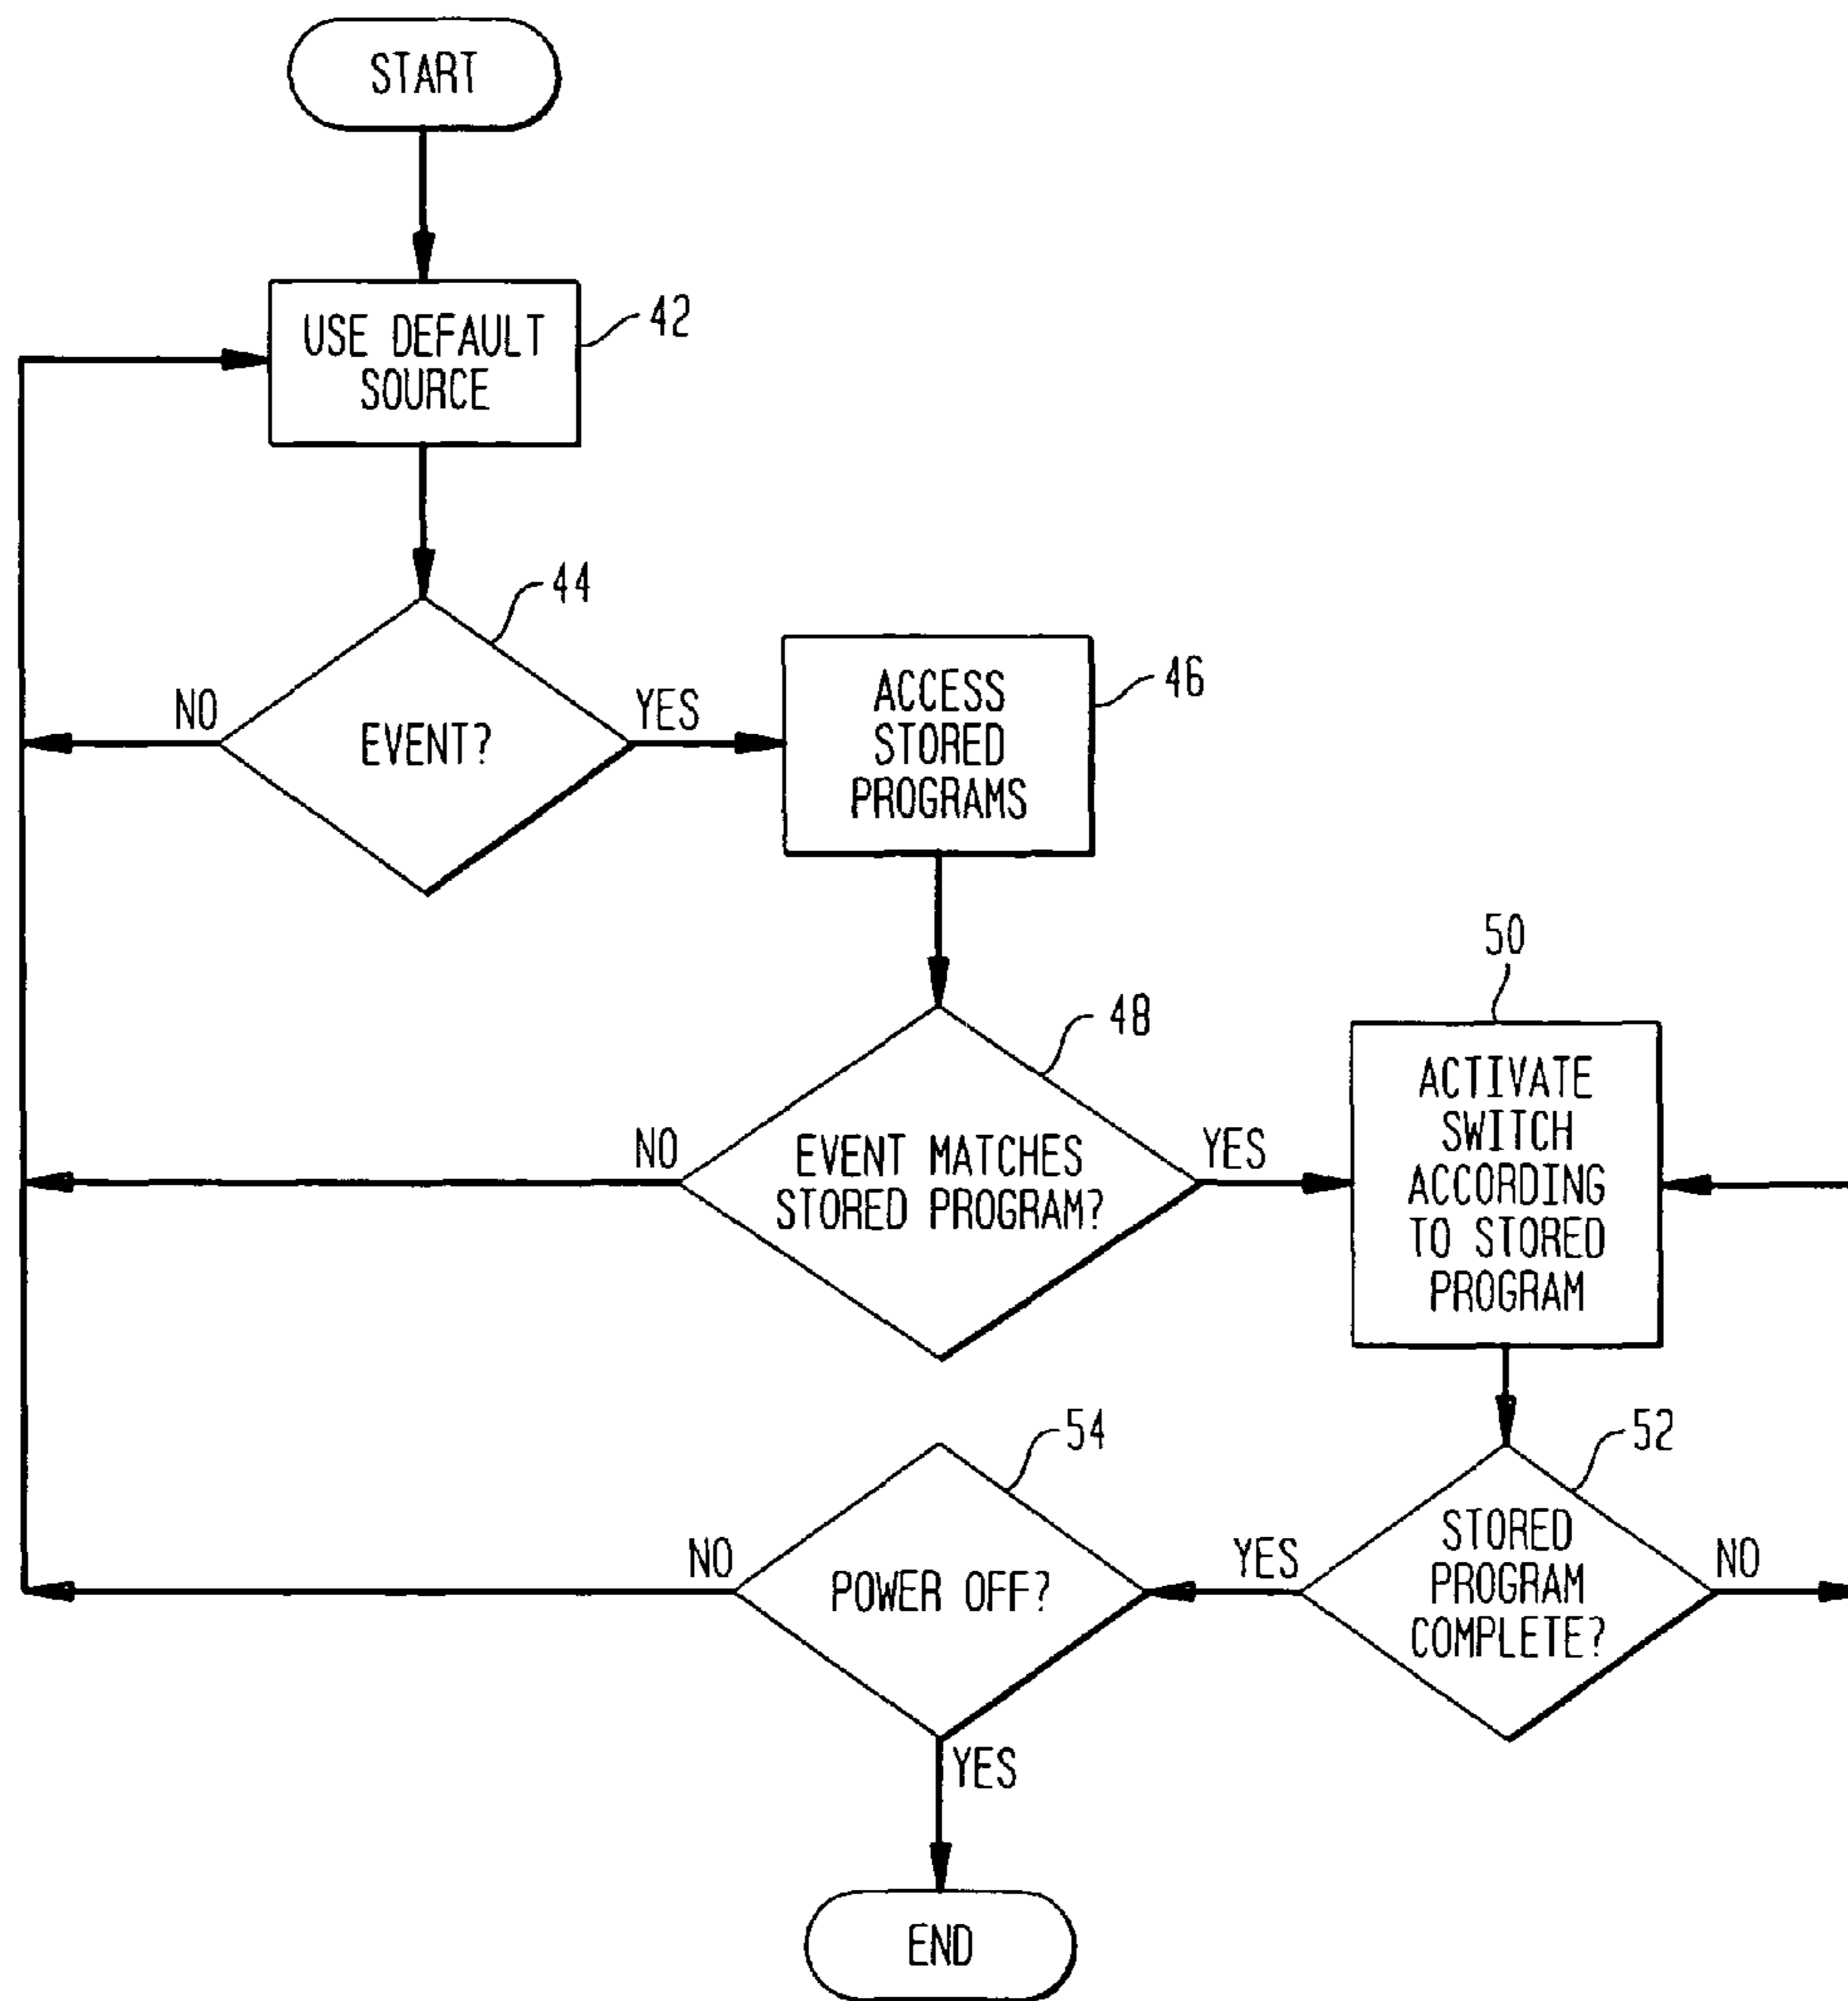 START
USE DEFAULT
SOURCE
42
44
NO
EVENT?
YES
ACCESS
STORED
PROGRAMS
46
48
NO
EVENT MATCHES
STORED PROGRAM?
YES
50
ACTIVATE
SWITCH
ACCORDING
TO STORED
PROGRAM
52
STORED
PROGRAM
COMPLETE?
NO
YES
54
POWER OFF?
NO
YES
END